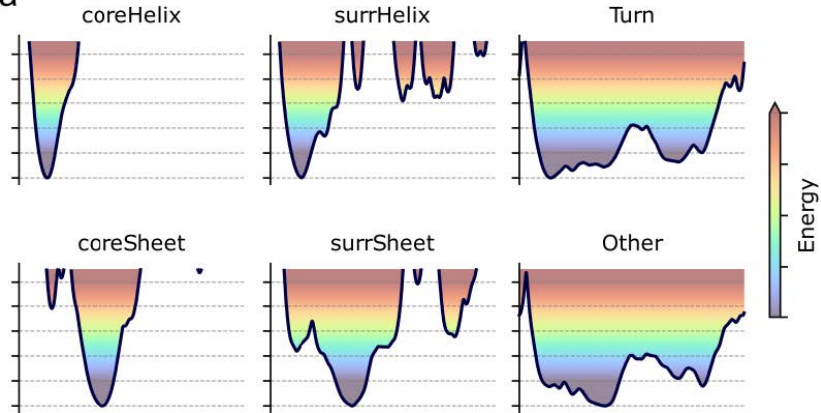 a
coreHelix
surrHelix
Turn
coreSheet
surrSheet
Other
Energy